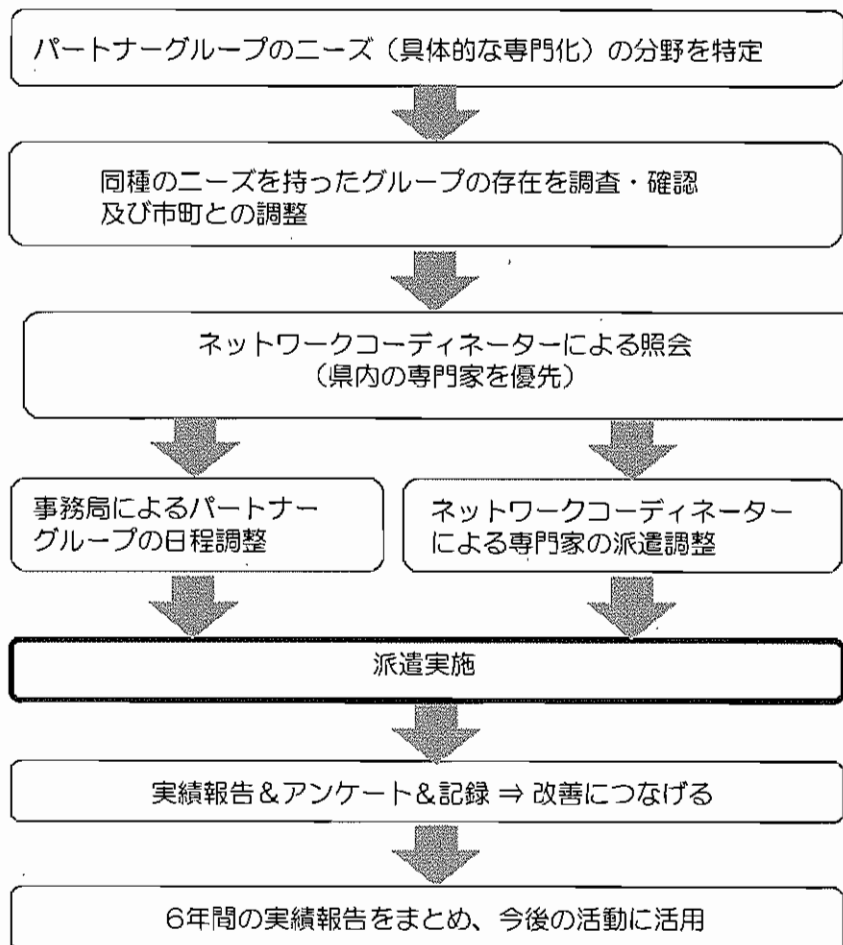 パートナーグループのニーズ（具体的な専門化）の分野を特定
同種のニーズを持ったグループの存在を調査・確認
及び市町との調整
ネットワークコーディネーターによる照会
（県内の専門家を優先）
事務局によるパートナー
グループの日程調整
ネットワークコーディネーター
による専門家の派遣調整
派遣実施
実績報告＆アンケート＆記録 ⇒ 改善につなげる
6年間の実績報告をまとめ、今後の活動に活用